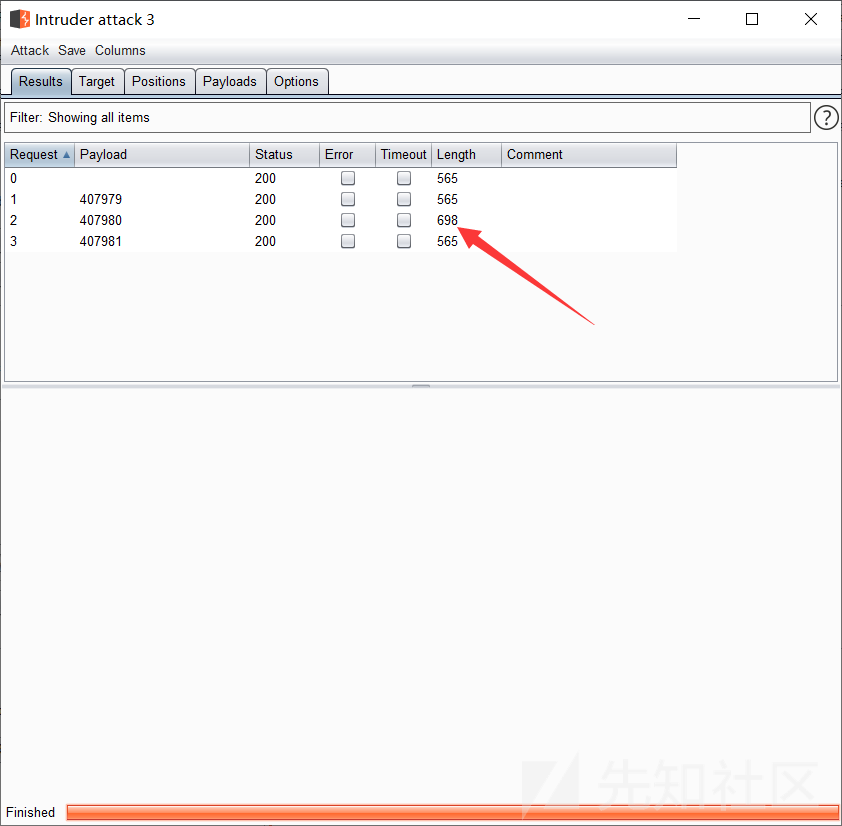 Intruder attack 3
Attack Save Columns
Results Target Positions Payloads Options
Filter: Showing all items
?
Request Payload Status Error Timeout Length Comment
0 200 565
1 407979 200 565
2 407980 200 698
3 407981 200 565
先知社区
Finished